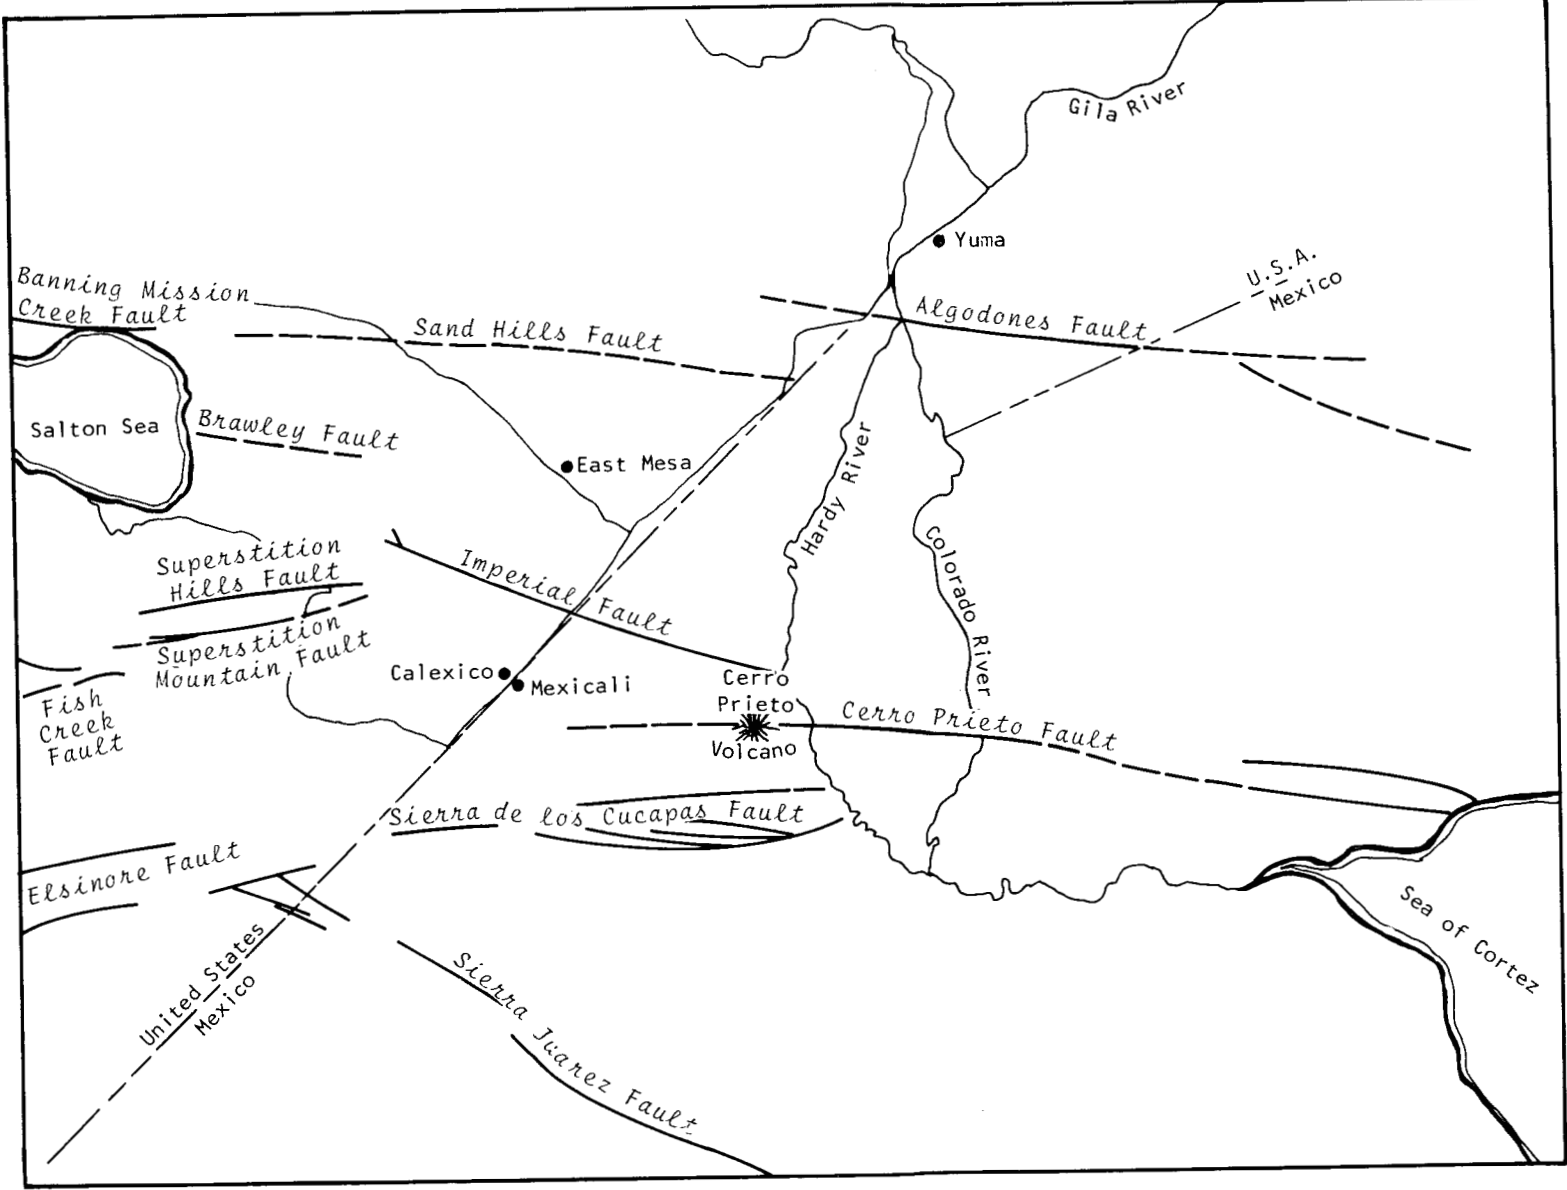 Gila River
Yuma
U.S.A.
Mexico
Banning Mission
Creek Fault
Sand Hills Fault
Algodones Fault
Salton Sea
Brawley Fault
East Mesa
Hardy River
Colorado River
Superstition
Hills Fault
Imperial Fault
Superstition
Mountain Fault
Calexico
Mexicali
Cerro
Prieto
Volcano
Cerro Prieto Fault
Fish
Creek
Fault
Sierra de los Cucapas Fault
Elsinore Fault
United States
Mexico
Sierra Juarez Fault
Sea of Cortez